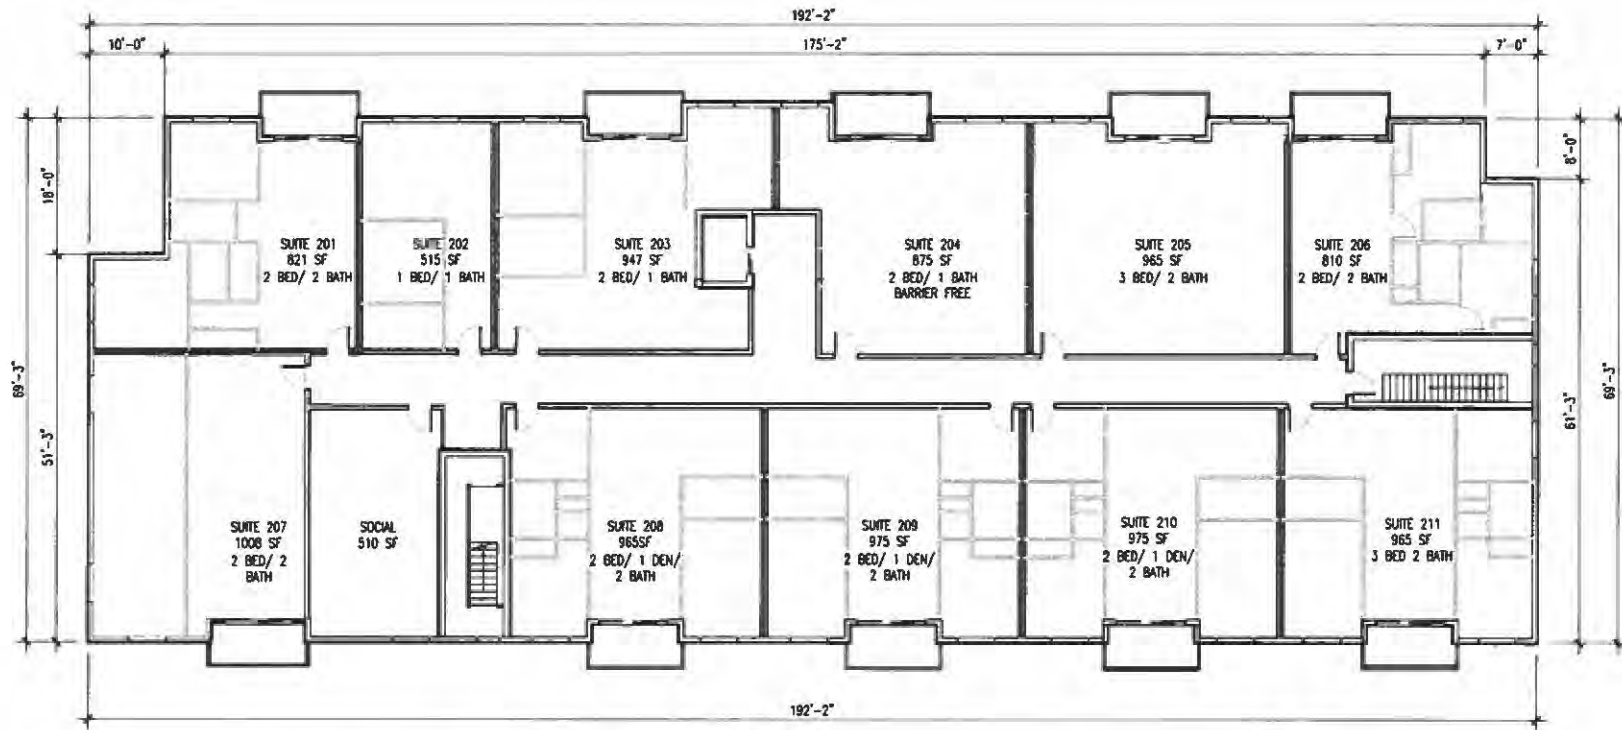 192'-2"
10'-0"
175'-2"
7'-0"
18'-0"
8'-0"
SUITE 201
821 SF
2 BED/ 2 BATH
SUITE 202
515 SF
1 BED/ 1 BATH
SUITE 203
947 SF
2 BED/ 1 BATH
SUITE 204
875 SF
2 BED/ 1 BATH
BARRIER FREE
SUITE 205
965 SF
3 BED/ 2 BATH
SUITE 206
810 SF
2 BED/ 2 BATH
69'-3"
51'-3"
61'-3"
69'-3"
SUITE 207
1008 SF
2 BED/ 2
BATH
SOCIAL
510 SF
SUITE 208
965SF
2 BED/ 1 DEN/
2 BATH
SUITE 209
975 SF
2 BED/ 1 DEN/
2 BATH
SUITE 210
975 SF
2 BED/ 1 DEN/
2 BATH
SUITE 211
965 SF
3 BED 2 BATH
192'-2"